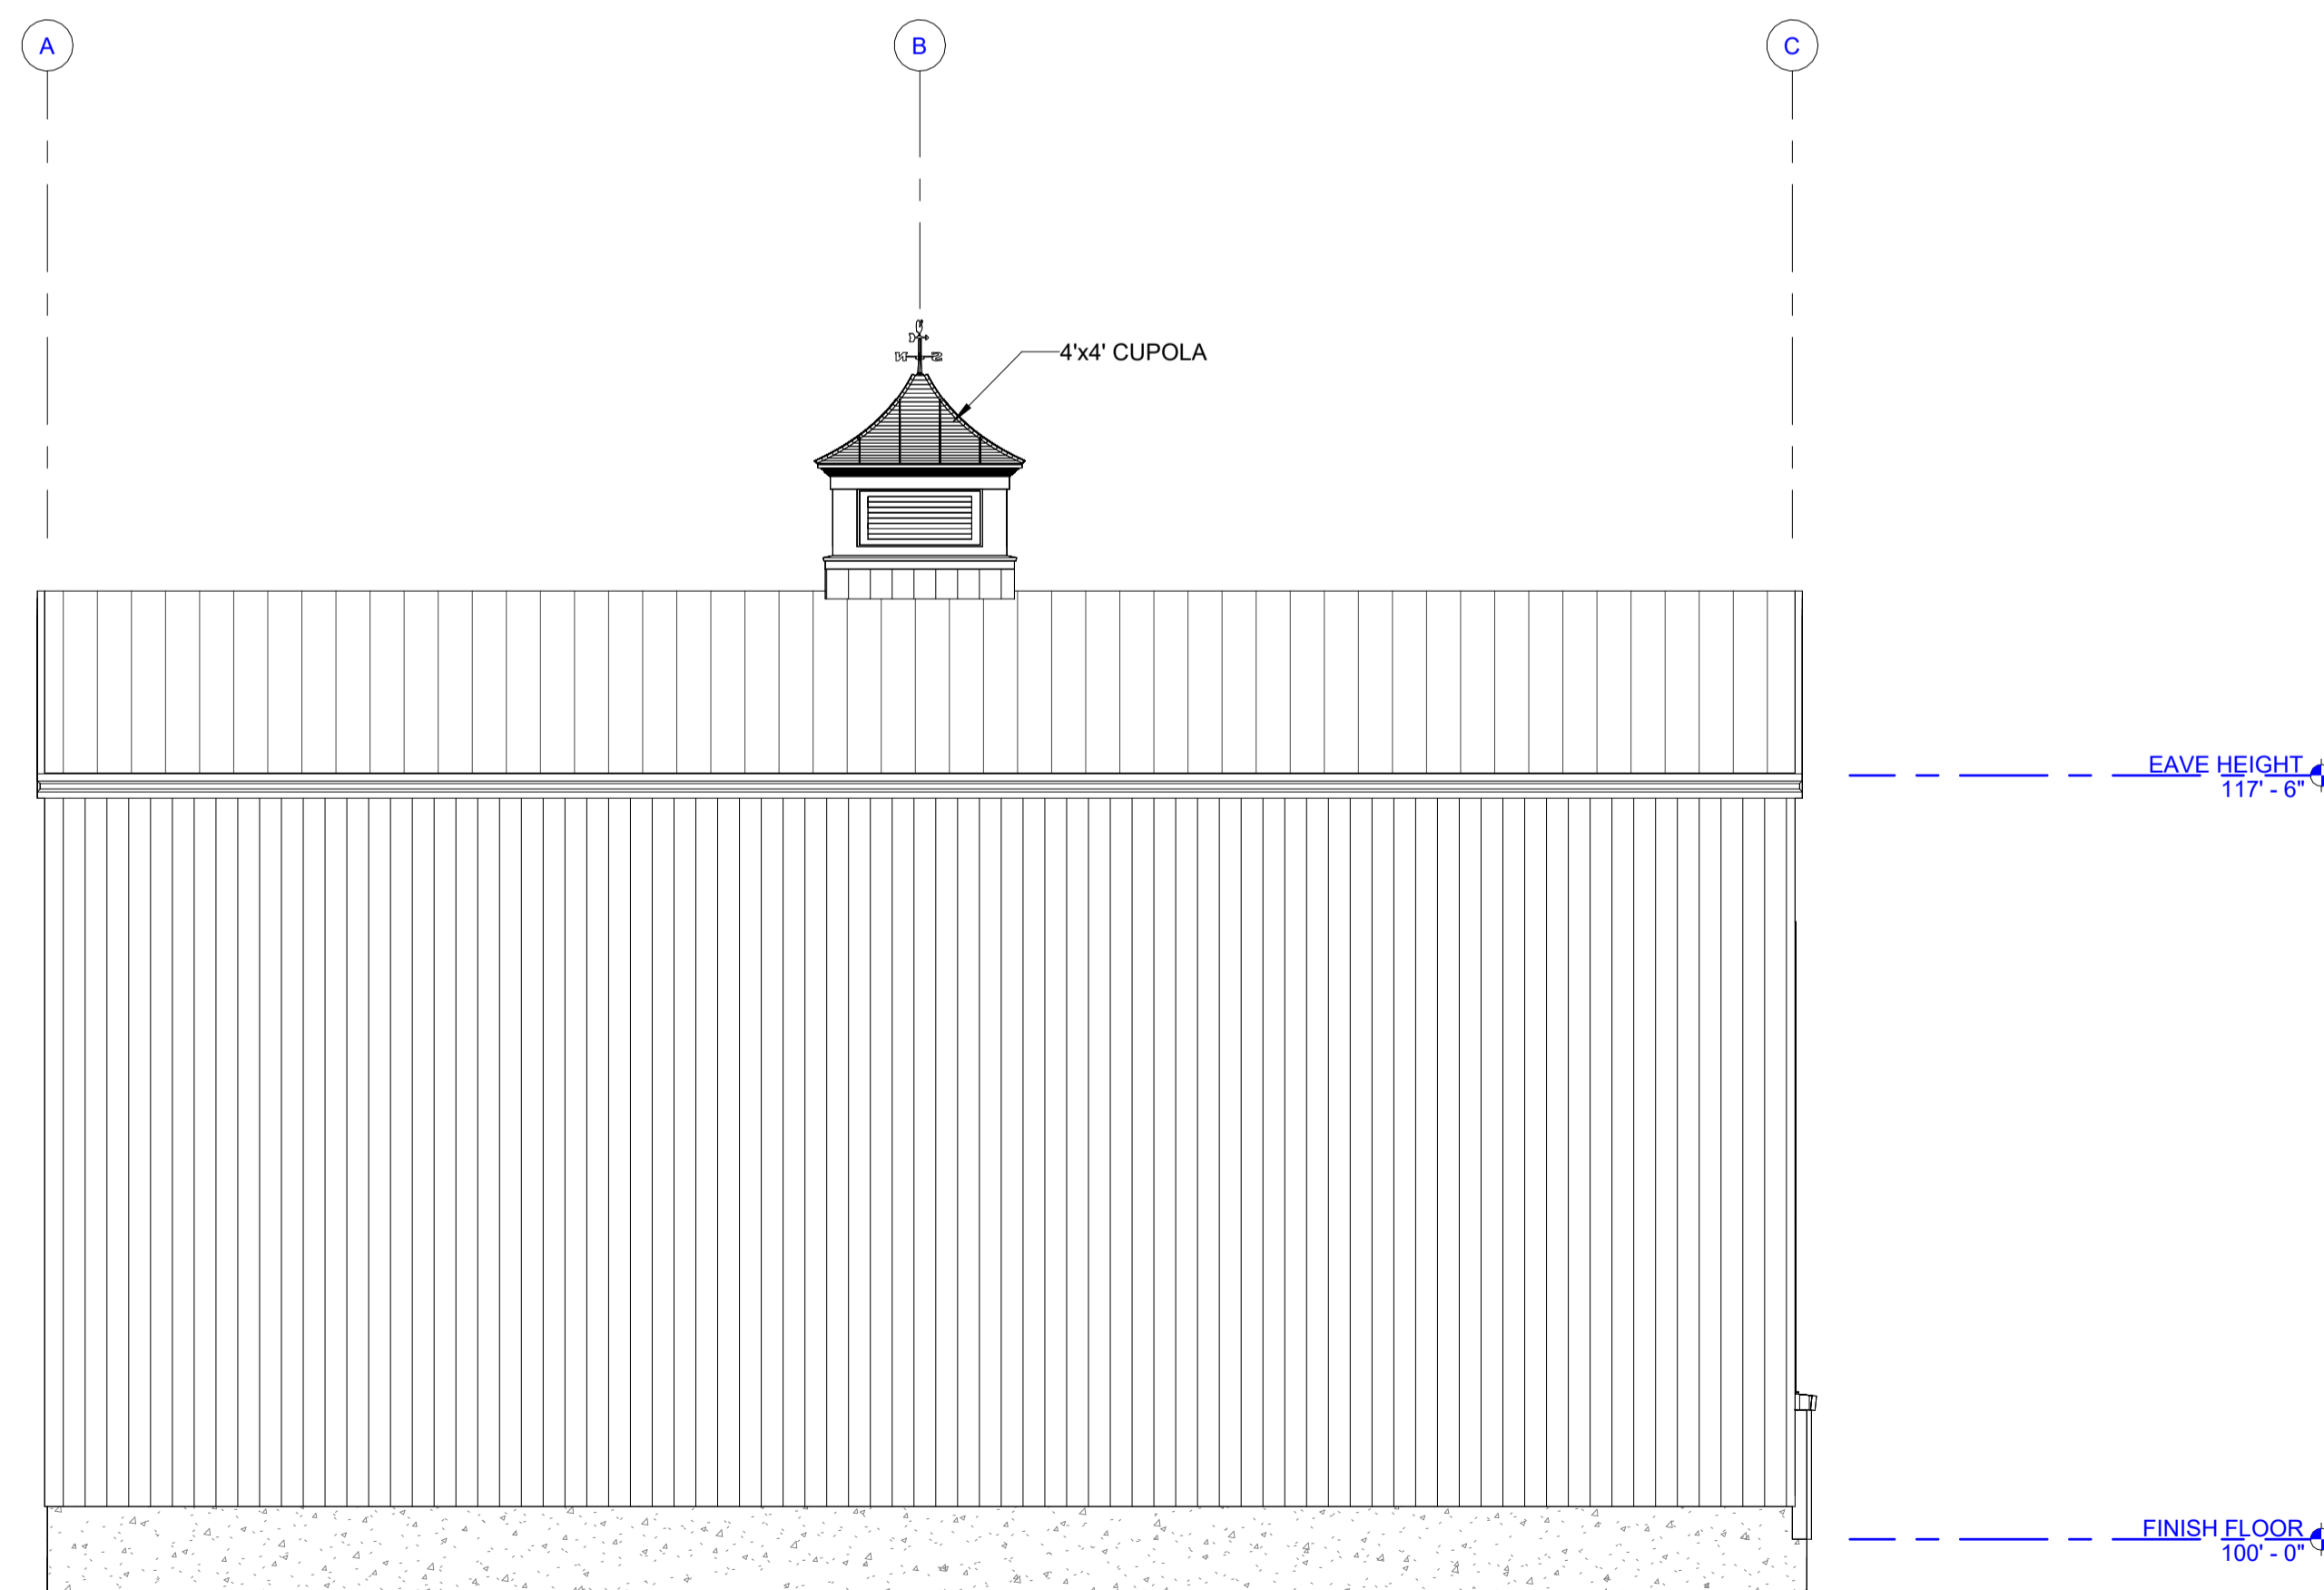 A
B
C
N S
4'x4' CUPOLA
EAVE HEIGHT
117' - 6"
FINISH FLOOR
100' - 0"